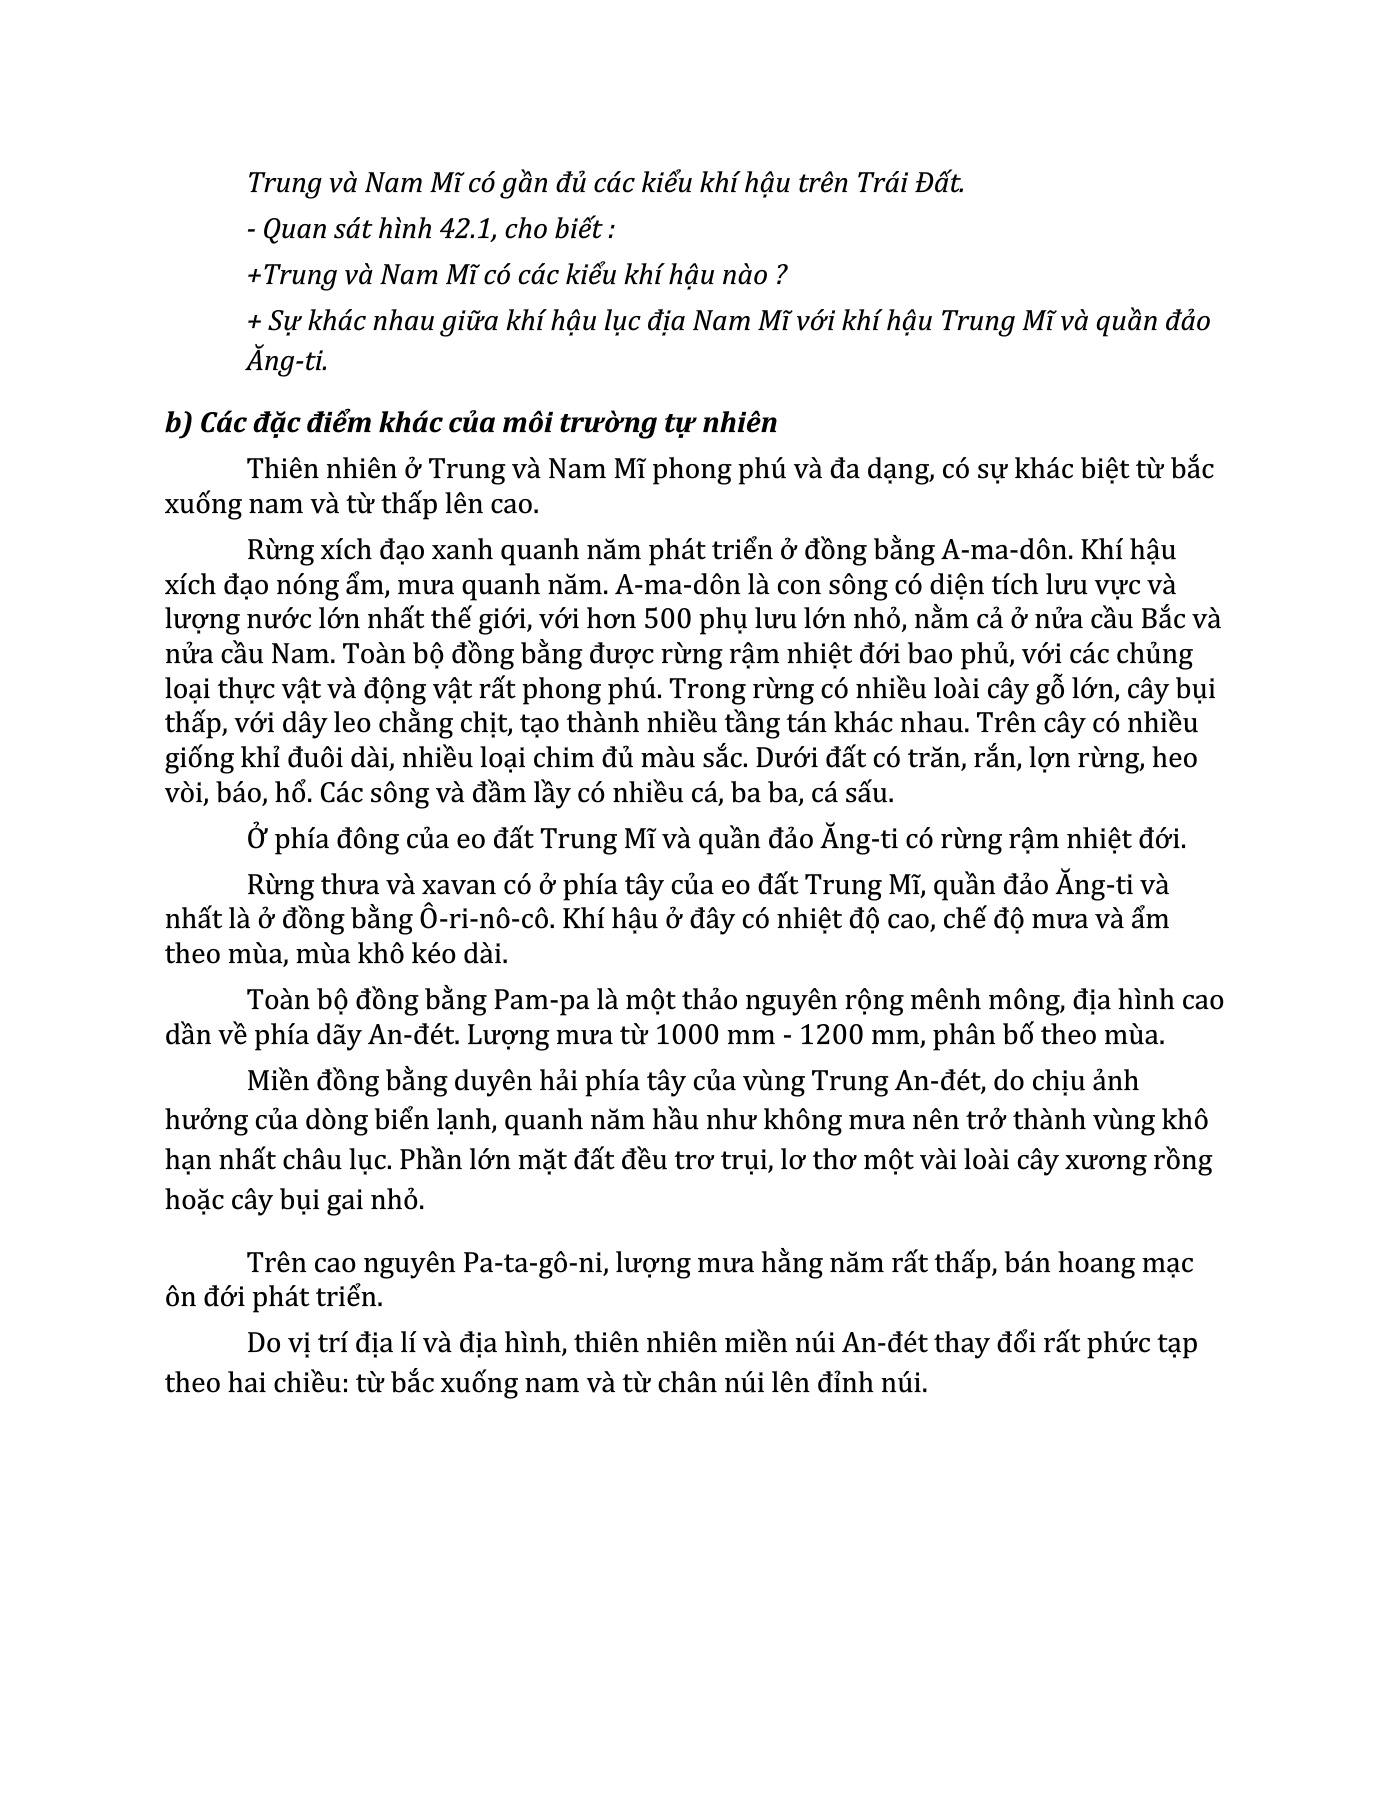 Trung và Nam Mĩ có gần đủ các kiểu khí hậu trên Trái Đất.
- Quan sát hình 42.1, cho biết :
+Trung và Nam Mĩ có các kiểu khí hậu nào ?
+ Sự khác nhau giữa khí hậu lục địa Nam Mĩ với khí hậu Trung Mĩ và quần đảo
Ăng-ti.
b) Các đặc điểm khác của môi trường tự nhiên
Thiên nhiên ở Trung và Nam Mĩ phong phú và đa dạng, có sự khác biệt từ bắc
xuống nam và từ thấp lên cao.
Rừng xích đạo xanh quanh năm phát triển ở đồng bằng A-ma-dôn. Khí hậu
xích đạo nóng ẩm, mưa quanh năm. A-ma-dôn là con sông có diện tích lưu vực và
lượng nước lớn nhất thế giới, với hơn 500 phụ lưu lớn nhỏ, nằm cả ở nửa cầu Bắc và
nửa cầu Nam. Toàn bộ đồng bằng được rừng rậm nhiệt đới bao phủ, với các chủng
loại thực vật và động vật rất phong phú. Trong rừng có nhiều loài cây gỗ lớn, cây bụi
thấp, với dây leo chằng chịt, tạo thành nhiều tầng tán khác nhau. Trên cây có nhiều
giống khỉ đuôi dài, nhiều loại chim đủ màu sắc. Dưới đất có trăn, rắn, lợn rừng, heo
vòi, báo, hổ. Các sông và đầm lầy có nhiều cá, ba ba, cá sấu.
Ở phía đông của eo đất Trung Mĩ và quần đảo Ăng-ti có rừng rậm nhiệt đới.
Rừng thưa và xavan có ở phía tây của eo đất Trung Mĩ, quần đảo Ăng-ti và
nhất là ở đồng bằng Ô-ri-nô-cô. Khí hậu ở đây có nhiệt độ cao, chế độ mưa và ẩm
theo mùa, mùa khô kéo dài.
Toàn bộ đồng bằng Pam-pa là một thảo nguyên rộng mênh mông, địa hình cao
dần về phía dãy An-đét. Lượng mưa từ 1000 mm - 1200 mm, phân bố theo mùa.
Miền đồng bằng duyên hải phía tây của vùng Trung An-đét, do chịu ảnh
hưởng của dòng biển lạnh, quanh năm hầu như không mưa nên trở thành vùng khô
hạn nhất châu lục. Phần lớn mặt đất đều trơ trụi, lơ thơ một vài loài cây xương rồng
hoặc cây bụi gai nhỏ.
Trên cao nguyên Pa-ta-gô-ni, lượng mưa hằng năm rất thấp, bán hoang mạc
ôn đới phát triển.
Do vị trí địa lí và địa hình, thiên nhiên miền núi An-đét thay đổi rất phức tạp
theo hai chiều: từ bắc xuống nam và từ chân núi lên đỉnh núi.